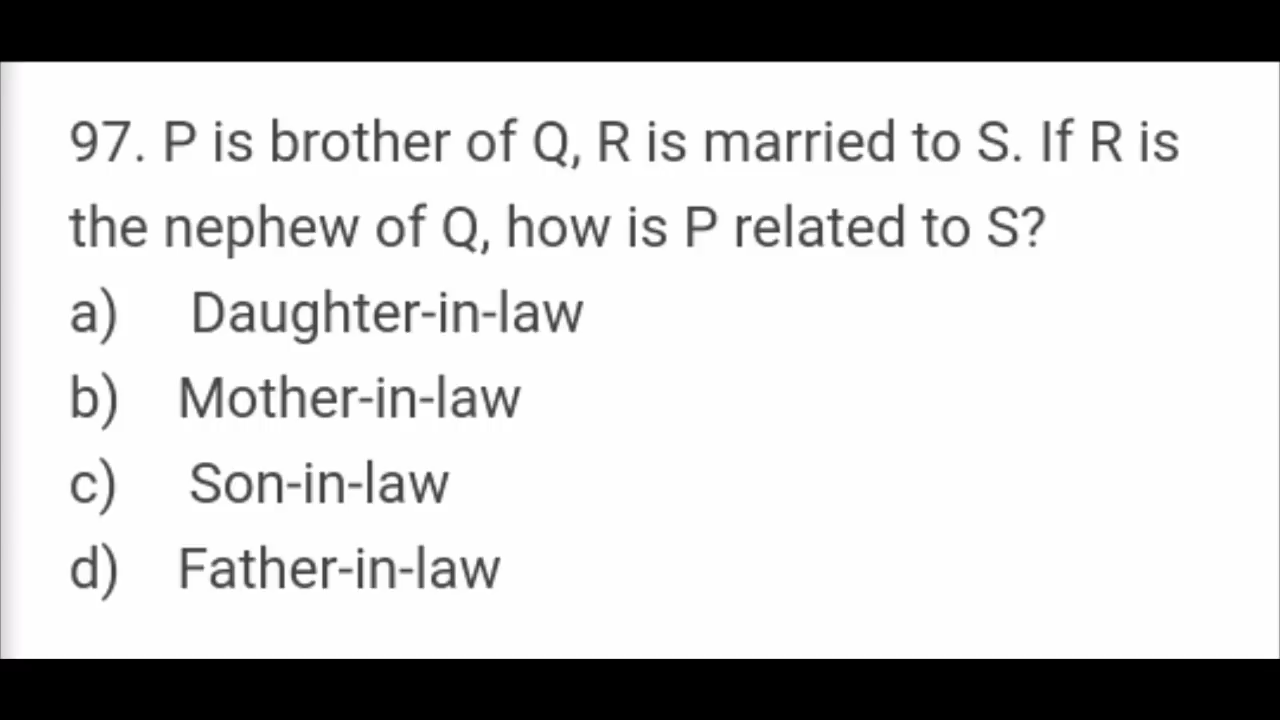 97. P is brother of Q, R is married to S. If R is
the nephew of Q, how is P related to S?
a) Daughter-in-law
b) Mother-in-law
c) Son-in-law
d) Father-in-law